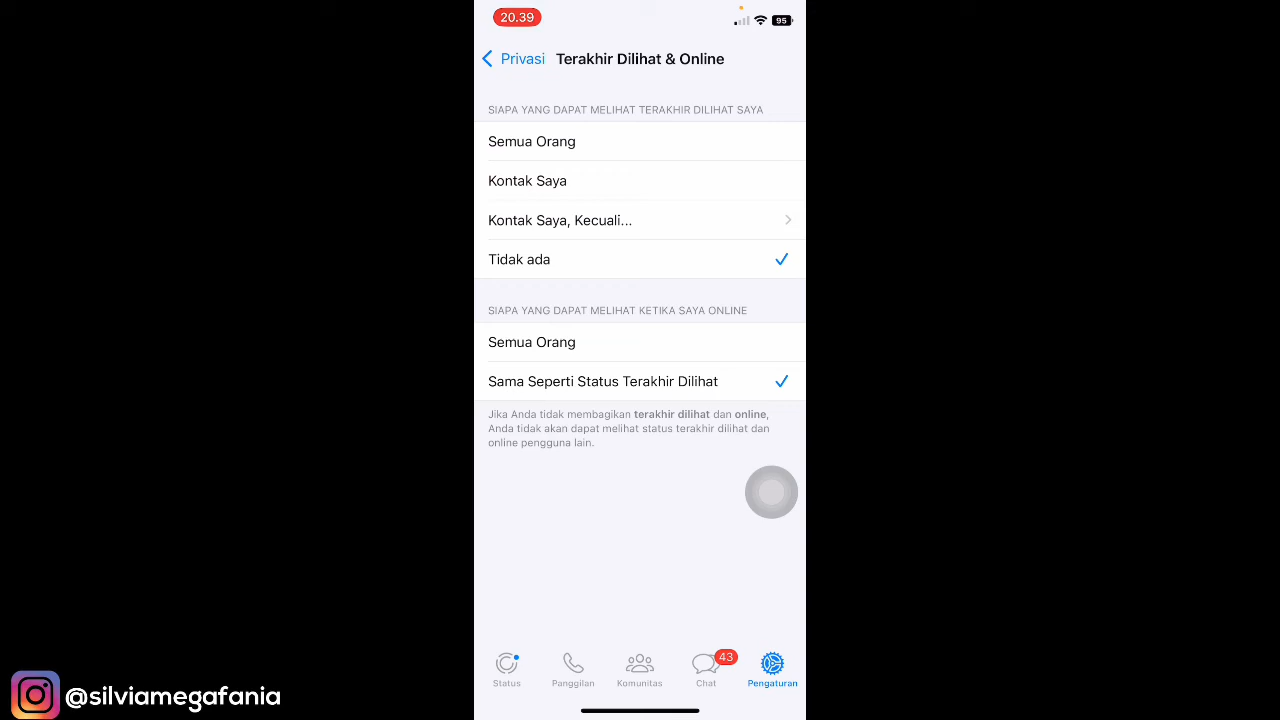 20.39
95
Privasi Terakhir Dilihat & Online
SIAPA YANG DAPAT MELIHAT TERAKHIR DILIHAT SAYA
Semua Orang
Kontak Saya
Kontak Saya, Kecuali...
Tidak ada
SIAPA YANG DAPAT MELIHAT KETIKA SAYA ONLINE
Semua Orang
Sama Seperti Status Terakhir Dilihat
Jika Anda tidak membagikan terakhir dilihat dan online,
Anda tidak akan dapat melihat status terakhir dilihat dan
online pengguna lain.
43
Status Panggilan Komunitas Chat Pengaturan
@silviamegafania